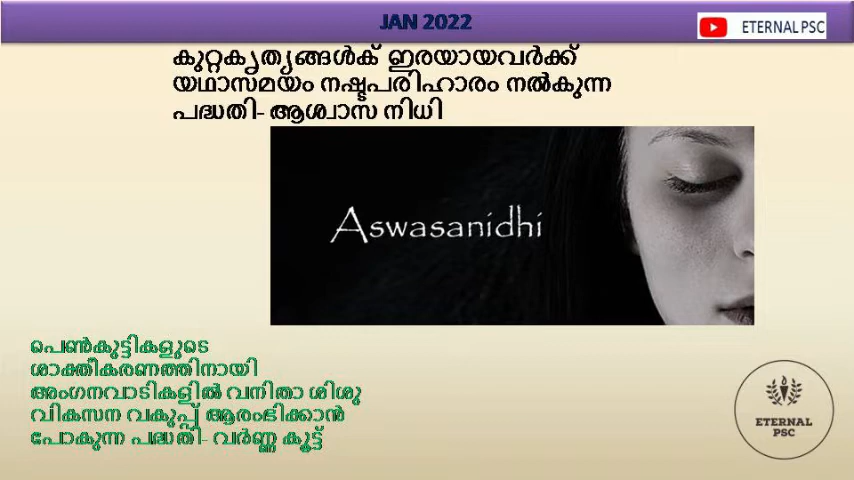 JAN 2022
ETERNAL PSC
കുറ്റകൃത്യങ്ങൾക് ഇരയായവർക്ക്
യഥാസമയം നഷ്ടപരിഹാരം നൽകുന്ന
പദ്ധതി- ആശ്വാസ നിധി
Aswasanidhi
പെൺകുട്ടികളുടെ
ശാക്തീകരണത്തിനായി
അംഗനവാടികളിൽ വനിതാ ശിശു
വികസന വകുപ്പ് ആരംഭിക്കാൻ
പോകുന്ന പദ്ധതി- വർണ്ണ കൂട്ട്
ETERNAL
PSC